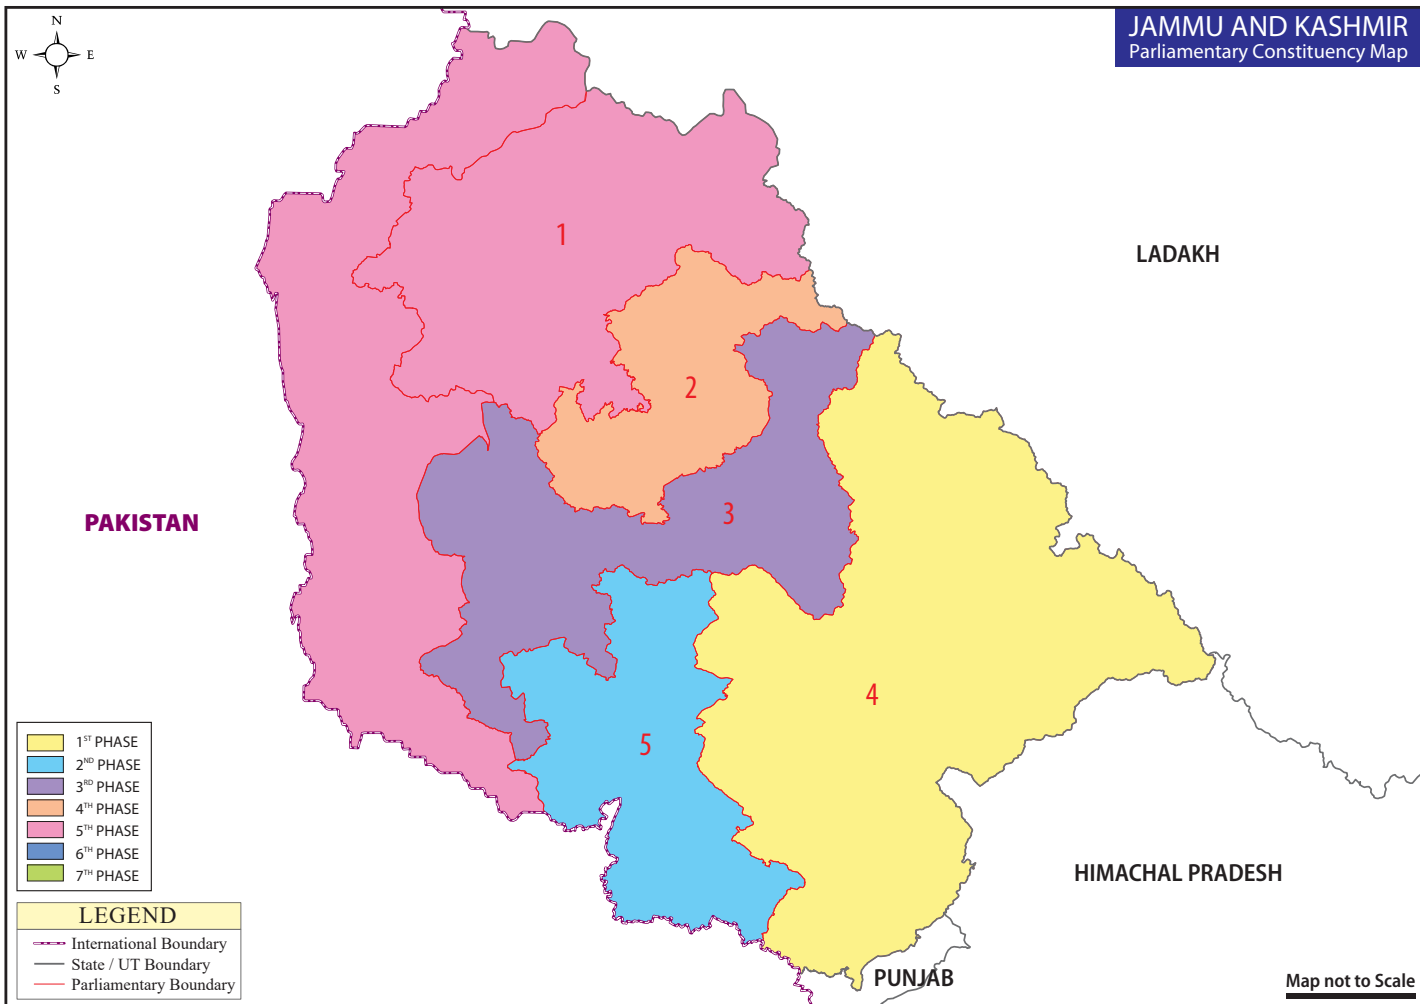 JAMMU AND KASHMIR
Parliamentary Constituency Map
N
W E
S
1
LADAKH
2
PAKISTAN
3
4
5
1ST PHASE
2ND PHASE
3RD PHASE
4TH PHASE
5TH PHASE
6TH PHASE
7TH PHASE
HIMACHAL PRADESH
LEGEND
International Boundary
State / UT Boundary
Parliamentary Boundary
PUNJAB
Map not to Scale